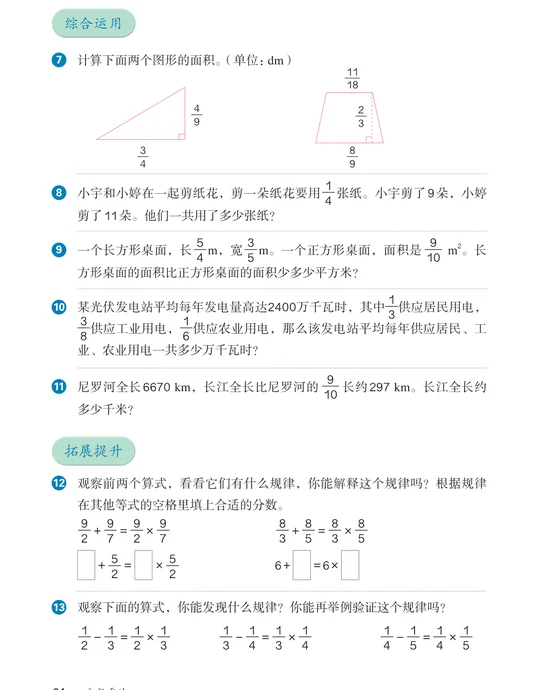 综合运用
7 计算下面两个图形的面积。(单位: dm)
4/9
3/4
11/18
2/3
8/9
8 小宇和小婷在一起剪纸花，剪一朵纸花要用1/4张纸。小宇剪了9朵，小婷
剪了11朵。他们一共用了多少张纸？
9 一个长方形桌面，长5/4 m，宽3/5 m。一个正方形桌面，面积是9/10 m²。长
方形桌面的面积比正方形桌面的面积少多少平方米？
10 某光伏发电站平均每年发电量高达2400万千瓦时，其中1/3供应居民用电，
3/8供应工业用电，1/6供应农业用电，那么该发电站平均每年供应居民、工
业、农业用电一共多少万千瓦时？
11 尼罗河全长6670 km，长江全长比尼罗河的9/10长约297 km。长江全长约
多少千米？
拓展提升
12 观察前两个算式，看看它们有什么规律，你能解释这个规律吗？根据规律
在其他等式的空格里填上合适的分数。
9/2 + 9/7 = 9/2 × 9/7 8/3 + 8/5 = 8/3 × 8/5
□ + 5/2 = □ × 5/2 6 + □ = 6 × □
13 观察下面的算式，你能发现什么规律？你能再举例验证这个规律吗？
1/2 − 1/3 = 1/2 × 1/3 1/3 − 1/4 = 1/3 × 1/4 1/4 − 1/5 = 1/4 × 1/5